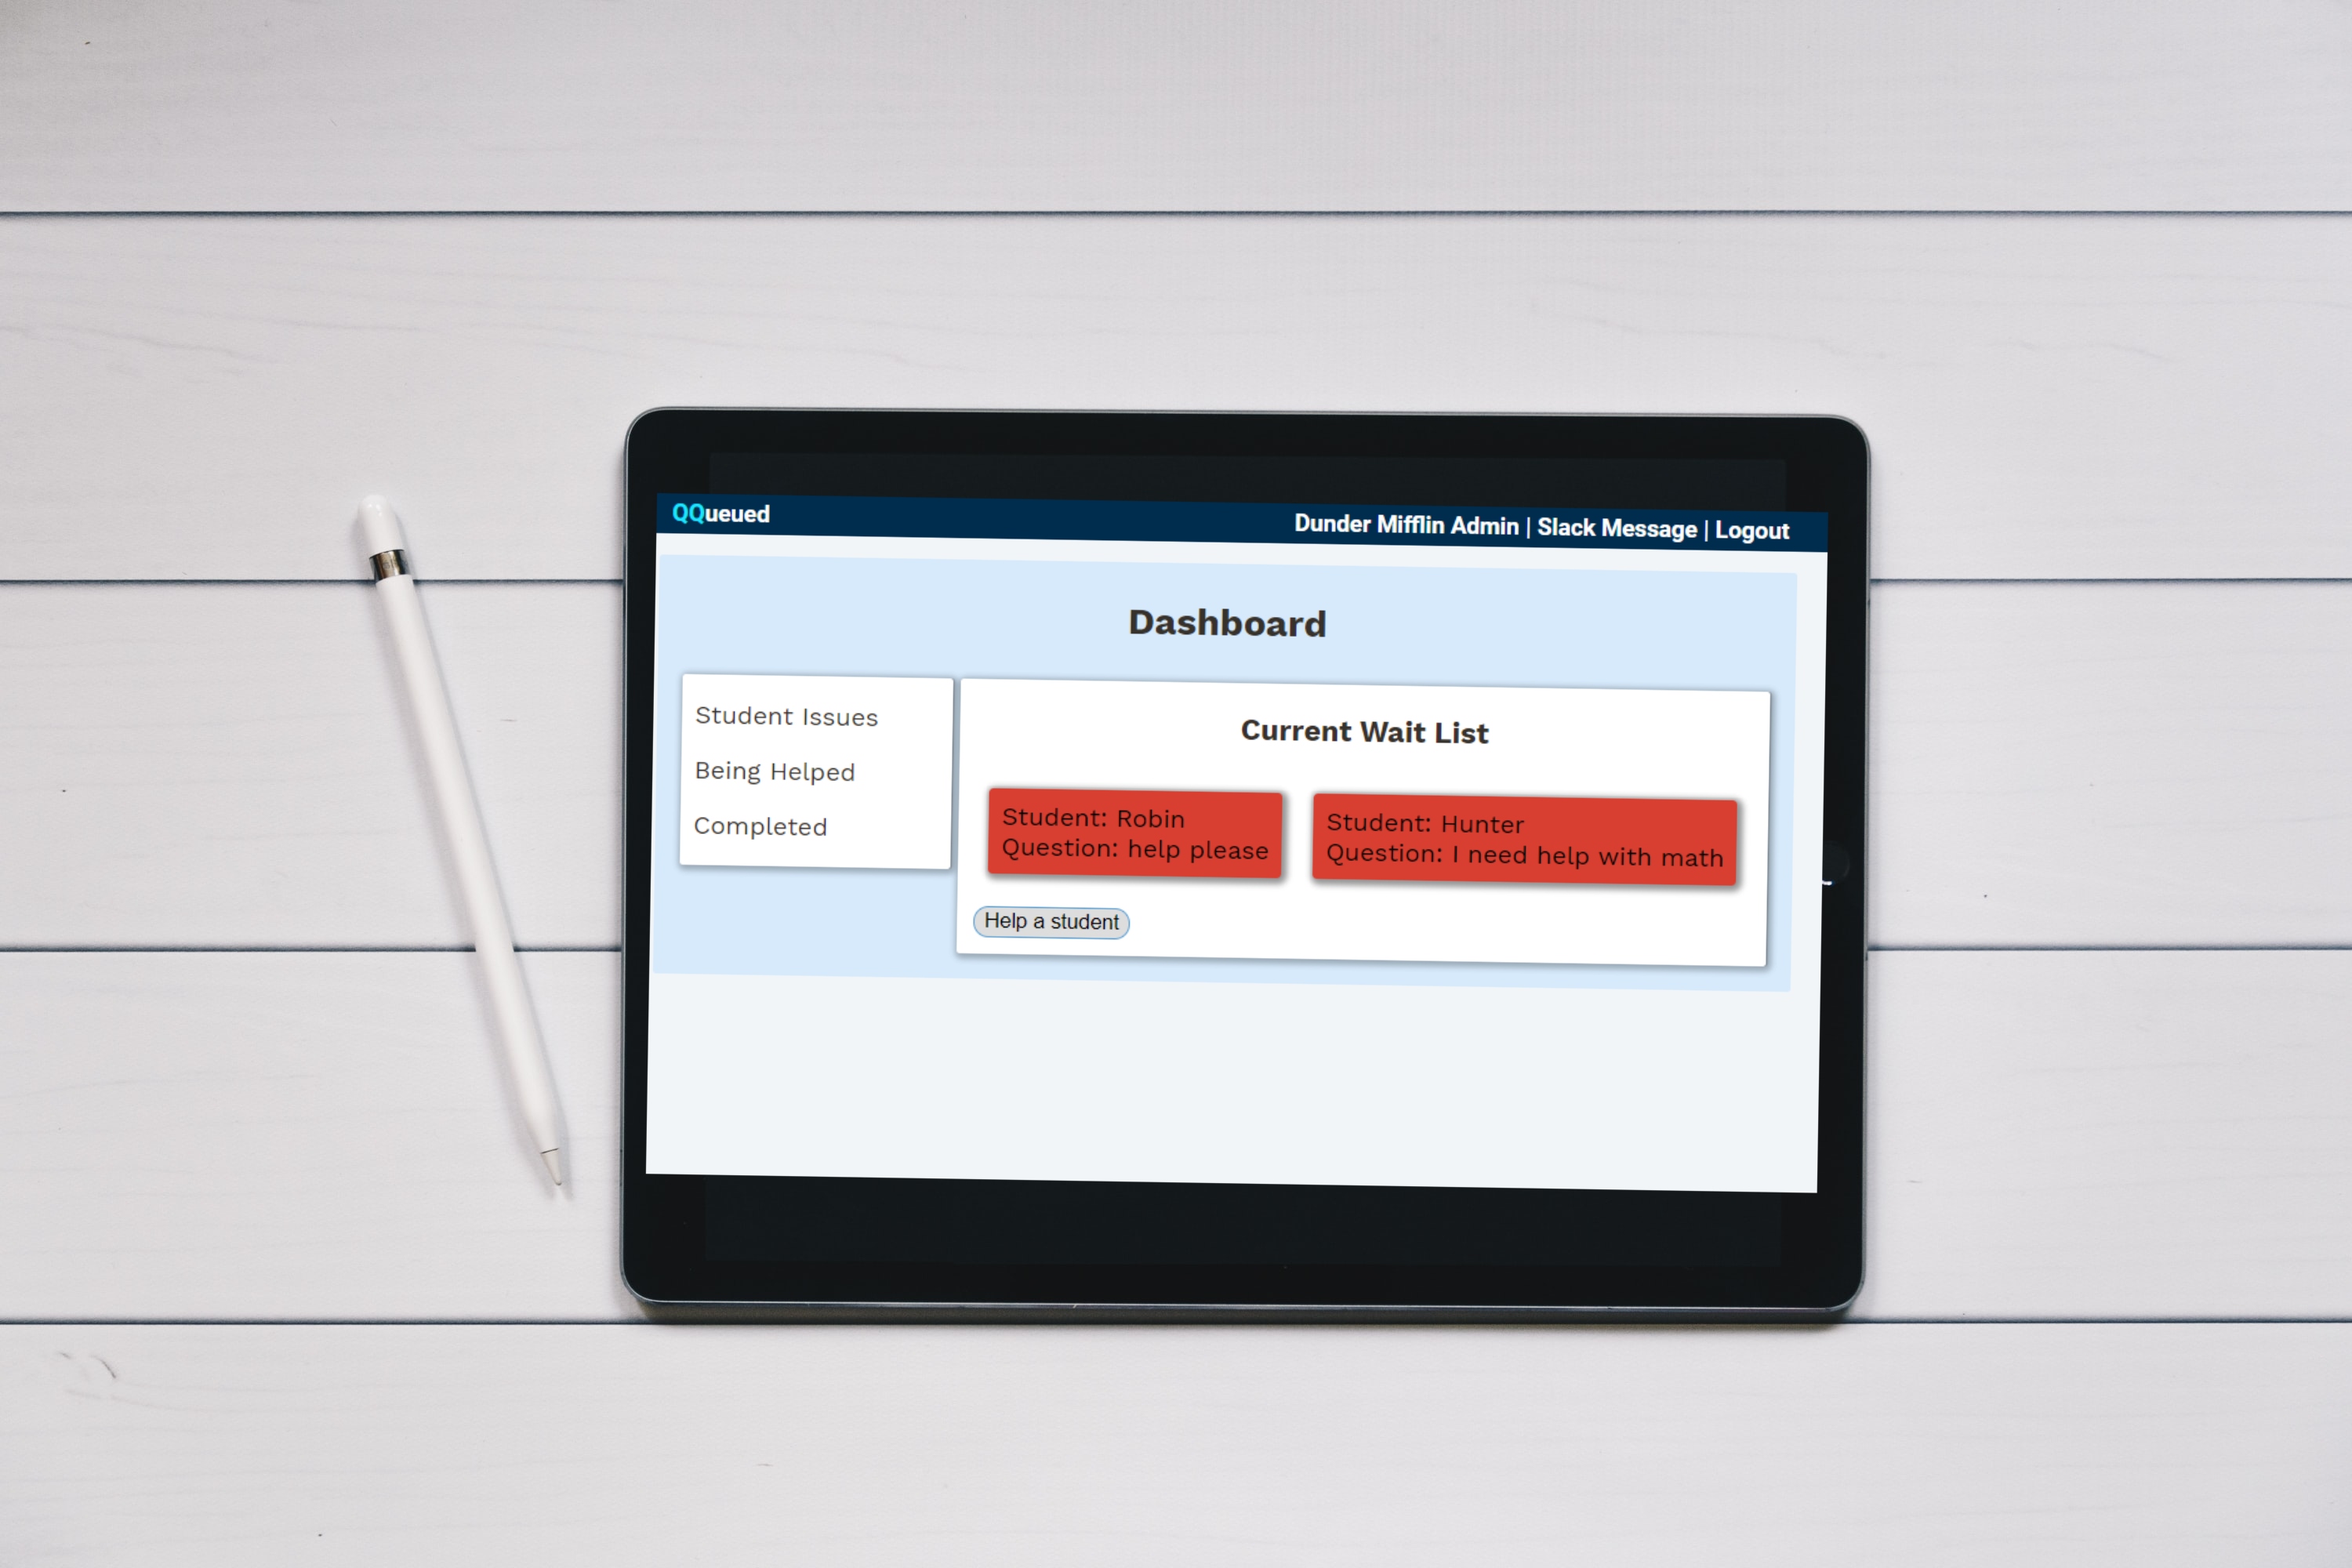 QQueued
Dunder Mifflin Admin | Slack Message | Logout
Dashboard
Student Issues
Being Helped
Completed
Current Wait List
Student: Robin
Question: help please
Student: Hunter
Question: I need help with math
Help a student